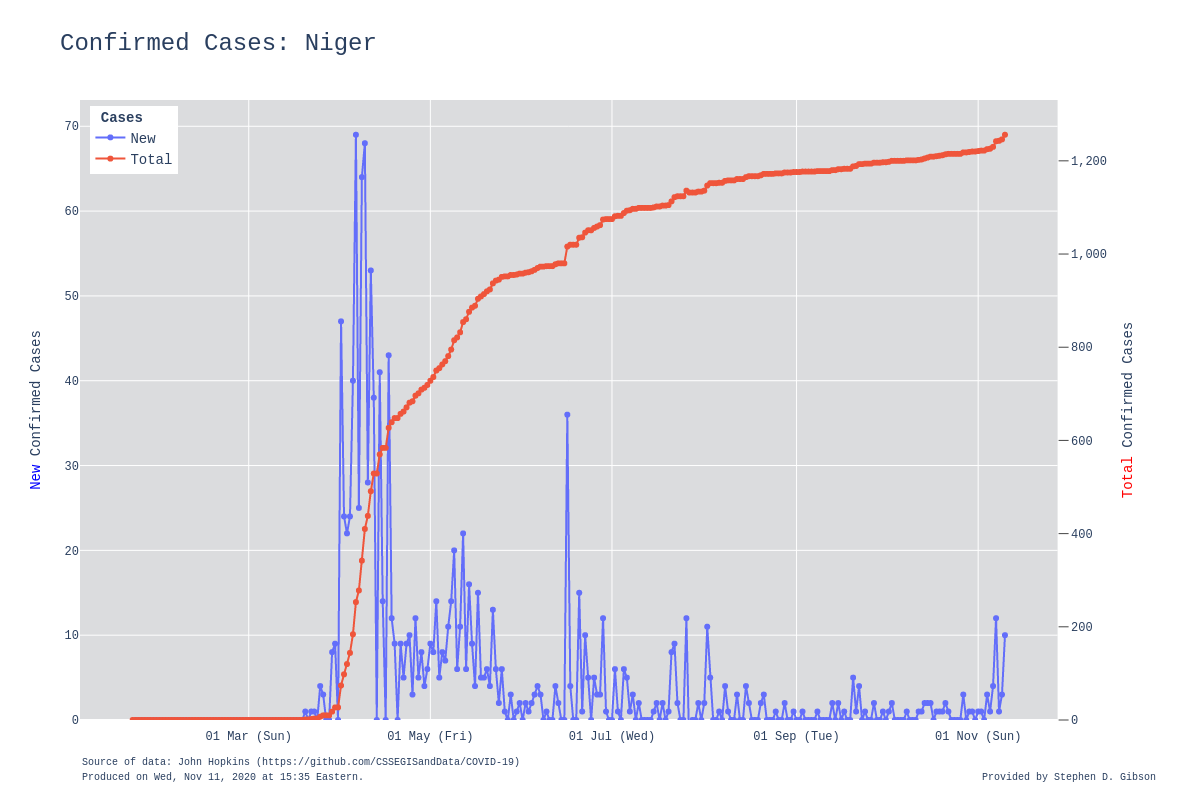 Confirmed Cases: Niger
Cases
New
Total
70
60
50
40
30
20
10
0
New Confirmed Cases
1,200
1,000
800
600
400
200
0
Total Confirmed Cases
01 Mar (Sun)
01 May (Fri)
01 Jul (Wed)
01 Sep (Tue)
01 Nov (Sun)
Source of data: John Hopkins (https://github.com/CSSEGISandData/COVID-19)
Produced on Wed, Nov 11, 2020 at 15:35 Eastern.
Provided by Stephen D. Gibson